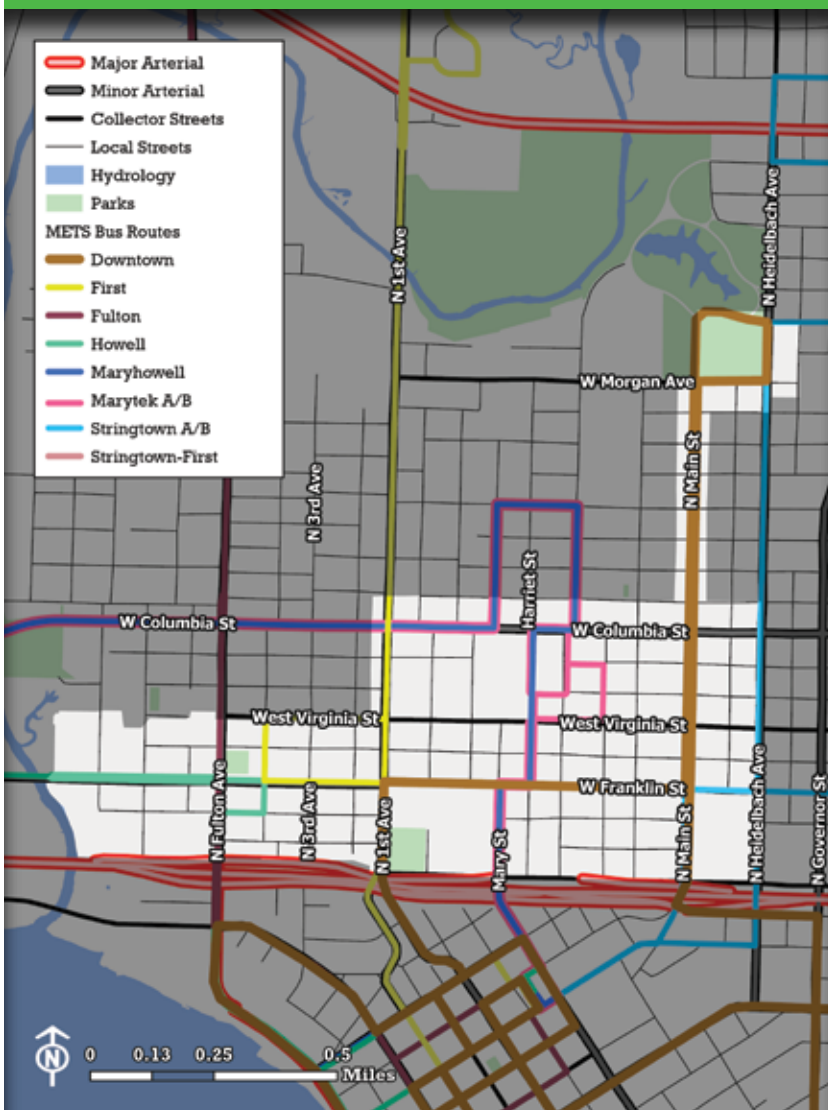 Major Arterial
Minor Arterial
Collector Streets
Local Streets
Hydrology
Parks
METS Bus Routes
Downtown
First
Fulton
Howell
Maryhowell
Marytek A/B
Stringtown A/B
Stringtown-First
N 1st Ave
N Heidelbach Ave
W Morgan Ave
N Main St
N 3rd Ave
Harriet St
W Columbia St
W Columbia St
West Virginia St
West Virginia St
W Franklin St
N Fulton Ave
N 3rd Ave
N 1st Ave
Mary St
N Main St
N Heidelbach Ave
N Governor St
N
0 0.13 0.25 0.5
Miles